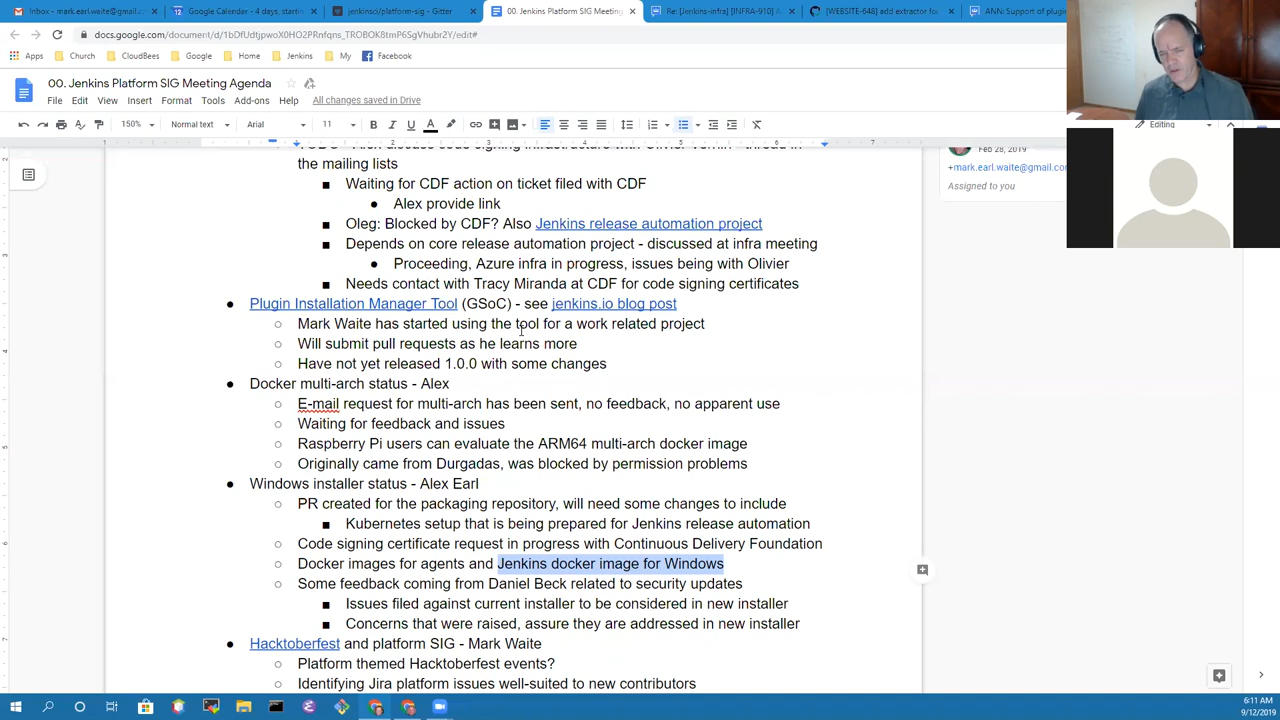 Inbox - mark.earl.waite@gmail.c
Google Calendar - 4 days, startin
jenkinsci/platform-sig - Gitter
00. Jenkins Platform SIG Meeting
Re: [Jenkins-infra] [INFRA-910] A
[WEBSITE-648] add extractor for
ANN: Support of plugin
docs.google.com/document/d/1bDfUdtjpwoX0HO2PRnfqns_TROBOK8tmP6SgVhubr2Y/edit#
Apps
Church
CloudBees
Google
Home
Jenkins
My
Facebook
00. Jenkins Platform SIG Meeting Agenda
File Edit View Insert Format Tools Add-ons Help All changes saved in Drive
150% Normal text Arial 11
Editing
1 1 2 3 4 5 6 7
the mailing lists
Waiting for CDF action on ticket filed with CDF
Alex provide link
Oleg: Blocked by CDF? Also Jenkins release automation project
Depends on core release automation project - discussed at infra meeting
Proceeding, Azure infra in progress, issues being with Olivier
Needs contact with Tracy Miranda at CDF for code signing certificates
Plugin Installation Manager Tool (GSoC) - see jenkins.io blog post
Mark Waite has started using the tool for a work related project
Will submit pull requests as he learns more
Have not yet released 1.0.0 with some changes
Docker multi-arch status - Alex
E-mail request for multi-arch has been sent, no feedback, no apparent use
Waiting for feedback and issues
Raspberry Pi users can evaluate the ARM64 multi-arch docker image
Originally came from Durgadas, was blocked by permission problems
Windows installer status - Alex Earl
PR created for the packaging repository, will need some changes to include
Kubernetes setup that is being prepared for Jenkins release automation
Code signing certificate request in progress with Continuous Delivery Foundation
Docker images for agents and Jenkins docker image for Windows
Some feedback coming from Daniel Beck related to security updates
Issues filed against current installer to be considered in new installer
Concerns that were raised, assure they are addressed in new installer
Hacktoberfest and platform SIG - Mark Waite
Platform themed Hacktoberfest events?
Identifying Jira platform issues well-suited to new contributors
Feb 28, 2019
+mark.earl.waite@gmail.co
Assigned to you
6:11 AM
9/12/2019